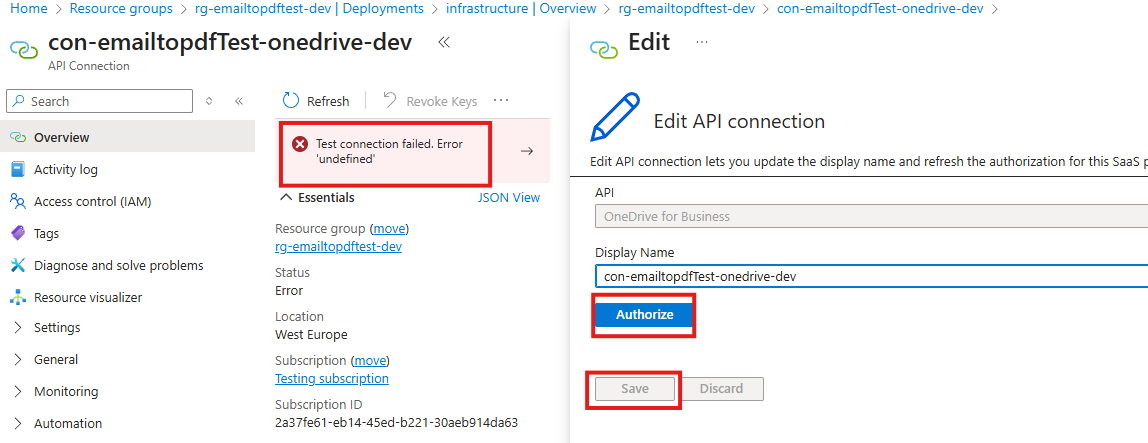 Home > Resource groups > rg-emailtopdftest-dev | Deployments > infrastructure | Overview > rg-emailtopdftest-dev > con-emailtopdfTest-onedrive-dev >
con-emailtopdfTest-onedrive-dev
API Connection
Search
Overview
Activity log
Access control (IAM)
Tags
Diagnose and solve problems
Resource visualizer
Settings
General
Monitoring
Automation
Refresh
Revoke Keys
Test connection failed. Error
'undefined'
Essentials
JSON View
Resource group (move)
rg-emailtopdftest-dev
Status
Error
Location
West Europe
Subscription (move)
Testing subscription
Subscription ID
2a37fe61-eb14-45ed-b221-30aeb914da63
Edit
Edit API connection
Edit API connection lets you update the display name and refresh the authorization for this SaaS p
API
OneDrive for Business
Display Name
con-emailtopdfTest-onedrive-dev
Authorize
Save
Discard